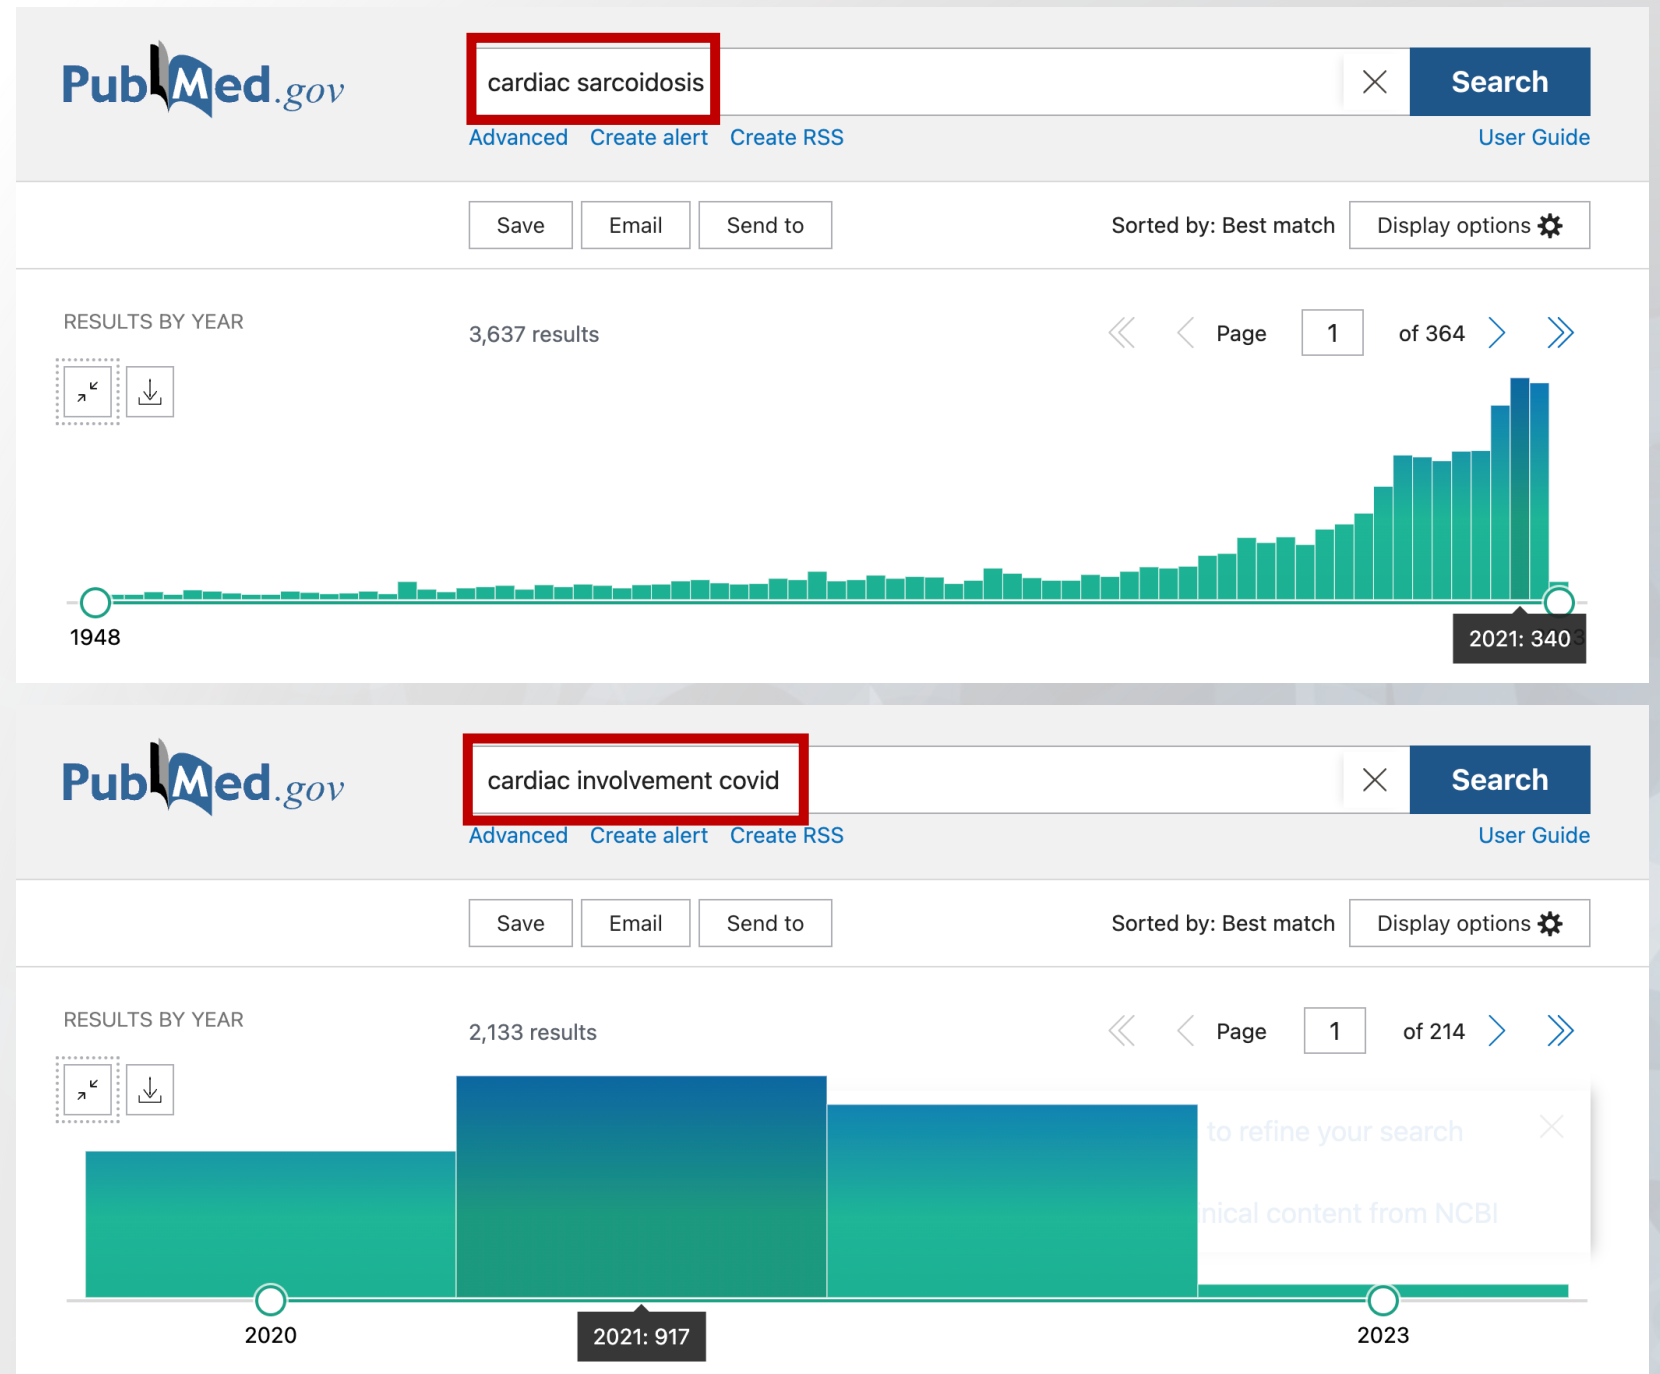 PubMed.gov
cardiac sarcoidosis
Search
Advanced Create alert Create RSS
User Guide
Save Email Send to
Sorted by: Best match
Display options
RESULTS BY YEAR
3,637 results
Page 1 of 364
1948
2021: 340
PubMed.gov
cardiac involvement covid
Search
Advanced Create alert Create RSS
User Guide
Save Email Send to
Sorted by: Best match
Display options
RESULTS BY YEAR
2,133 results
Page 1 of 214
to refine your search
content from NCBI
2020
2021: 917
2023